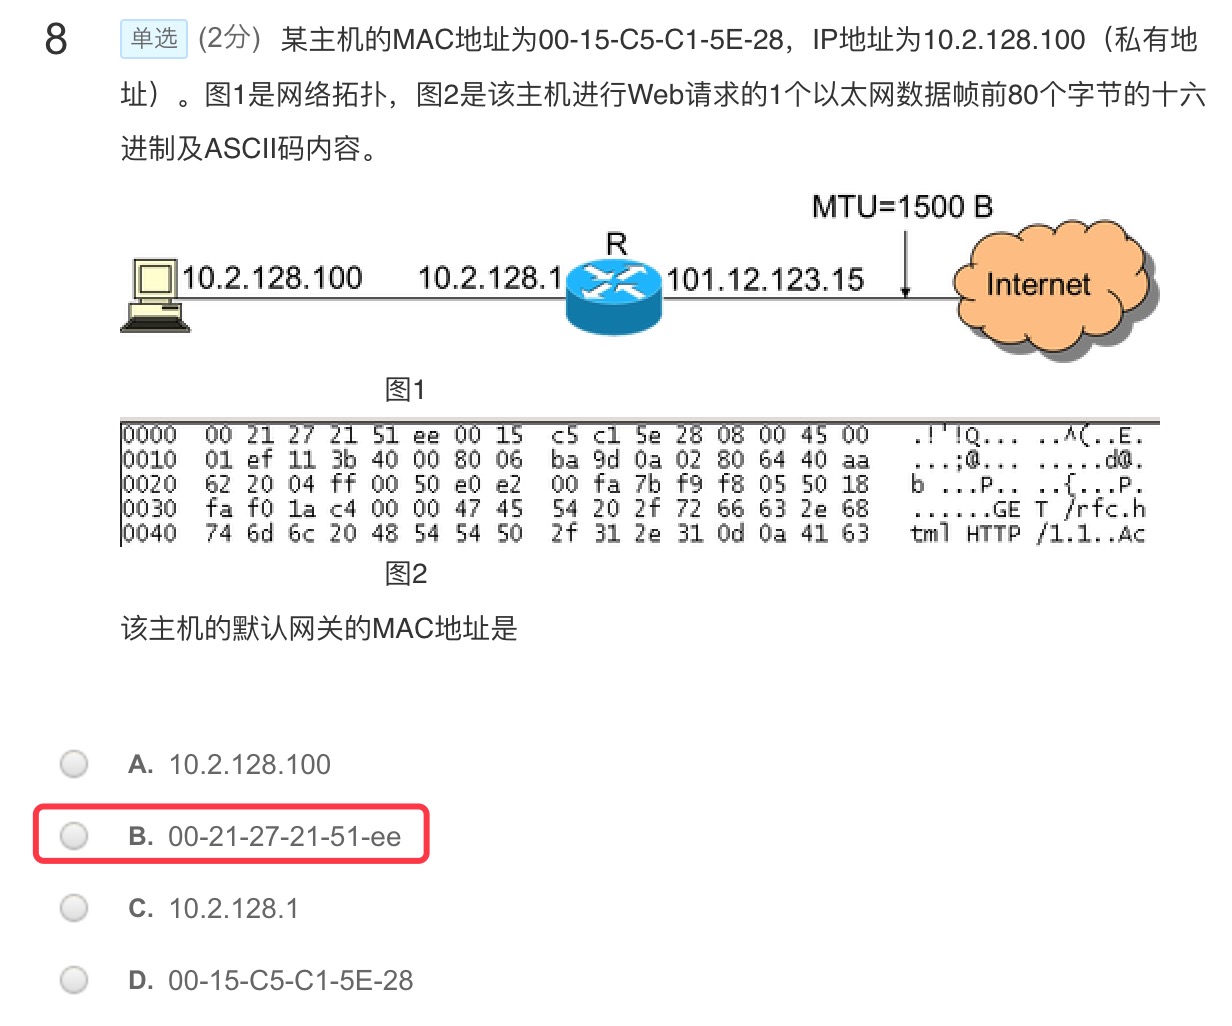 8 单选 (2分) 某主机的MAC地址为00-15-C5-C1-5E-28，IP地址为10.2.128.100（私有地
址）。图1是网络拓扑，图2是该主机进行Web请求的1个以太网数据帧前80个字节的十六
进制及ASCII码内容。
MTU=1500 B
R
10.2.128.100 10.2.128.1 101.12.123.15 Internet
图1
0000 00 21 27 21 51 ee 00 15 c5 c1 5e 28 08 00 45 00 .!'!Q... ..^(..E.
0010 01 ef 11 3b 40 00 80 06 ba 9d 0a 02 80 64 40 aa ...;@... .....d@.
0020 62 20 04 ff 00 50 e0 e2 00 fa 7b f9 f8 05 50 18 b ...P.. ..{...P.
0030 fa f0 1a c4 00 00 47 45 54 20 2f 72 66 63 2e 68 ......GE T /rfc.h
0040 74 6d 6c 20 48 54 54 50 2f 31 2e 31 0d 0a 41 63 tml HTTP /1.1..Ac
图2
该主机的默认网关的MAC地址是
A. 10.2.128.100
B. 00-21-27-21-51-ee
C. 10.2.128.1
D. 00-15-C5-C1-5E-28